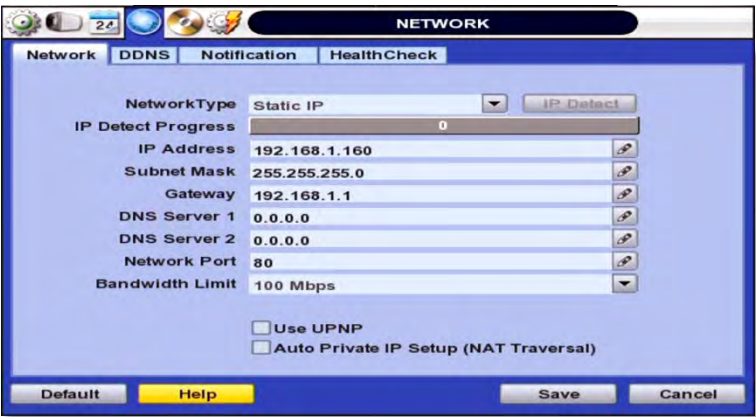 24
NETWORK
Network DDNS Notification HealthCheck
NetworkType Static IP IP Detect
IP Detect Progress 0
IP Address 192.168.1.160
Subnet Mask 255.255.255.0
Gateway 192.168.1.1
DNS Server 1 0.0.0.0
DNS Server 2 0.0.0.0
Network Port 80
Bandwidth Limit 100 Mbps
Use UPNP
Auto Private IP Setup (NAT Traversal)
Default Help Save Cancel